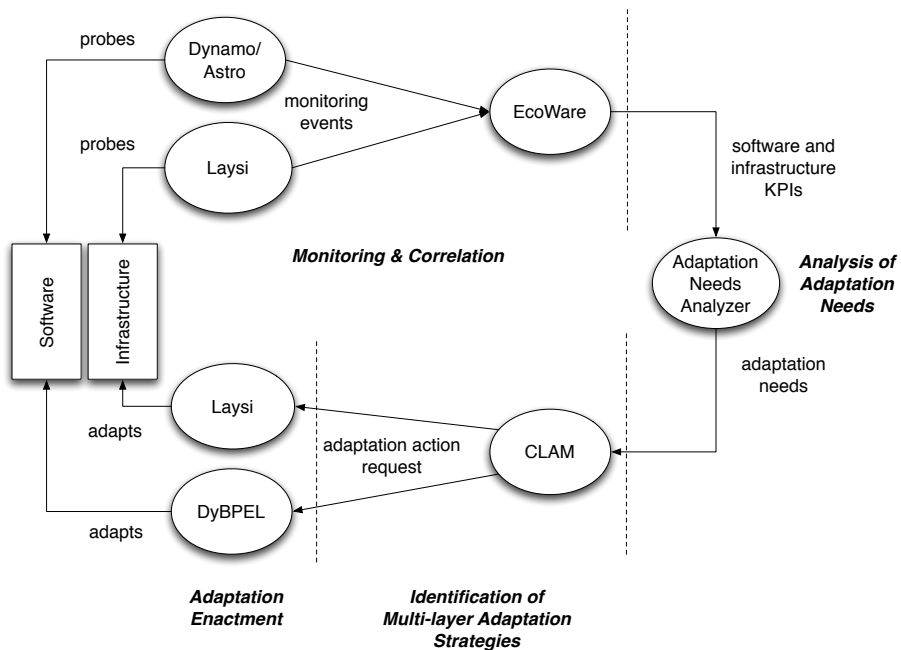 probes
Dynamo/
Astro
monitoring
events
EcoWare
probes
Laysi
software and
infrastructure
KPIs
Monitoring & Correlation
Adaptation
Needs
Analyzer
Analysis of
Adaptation
Needs
Software
Infrastructure
adaptation
needs
Laysi
adapts
adaptation action
request
CLAM
DyBPEL
adapts
Adaptation
Enactment
Identification of
Multi-layer Adaptation
Strategies